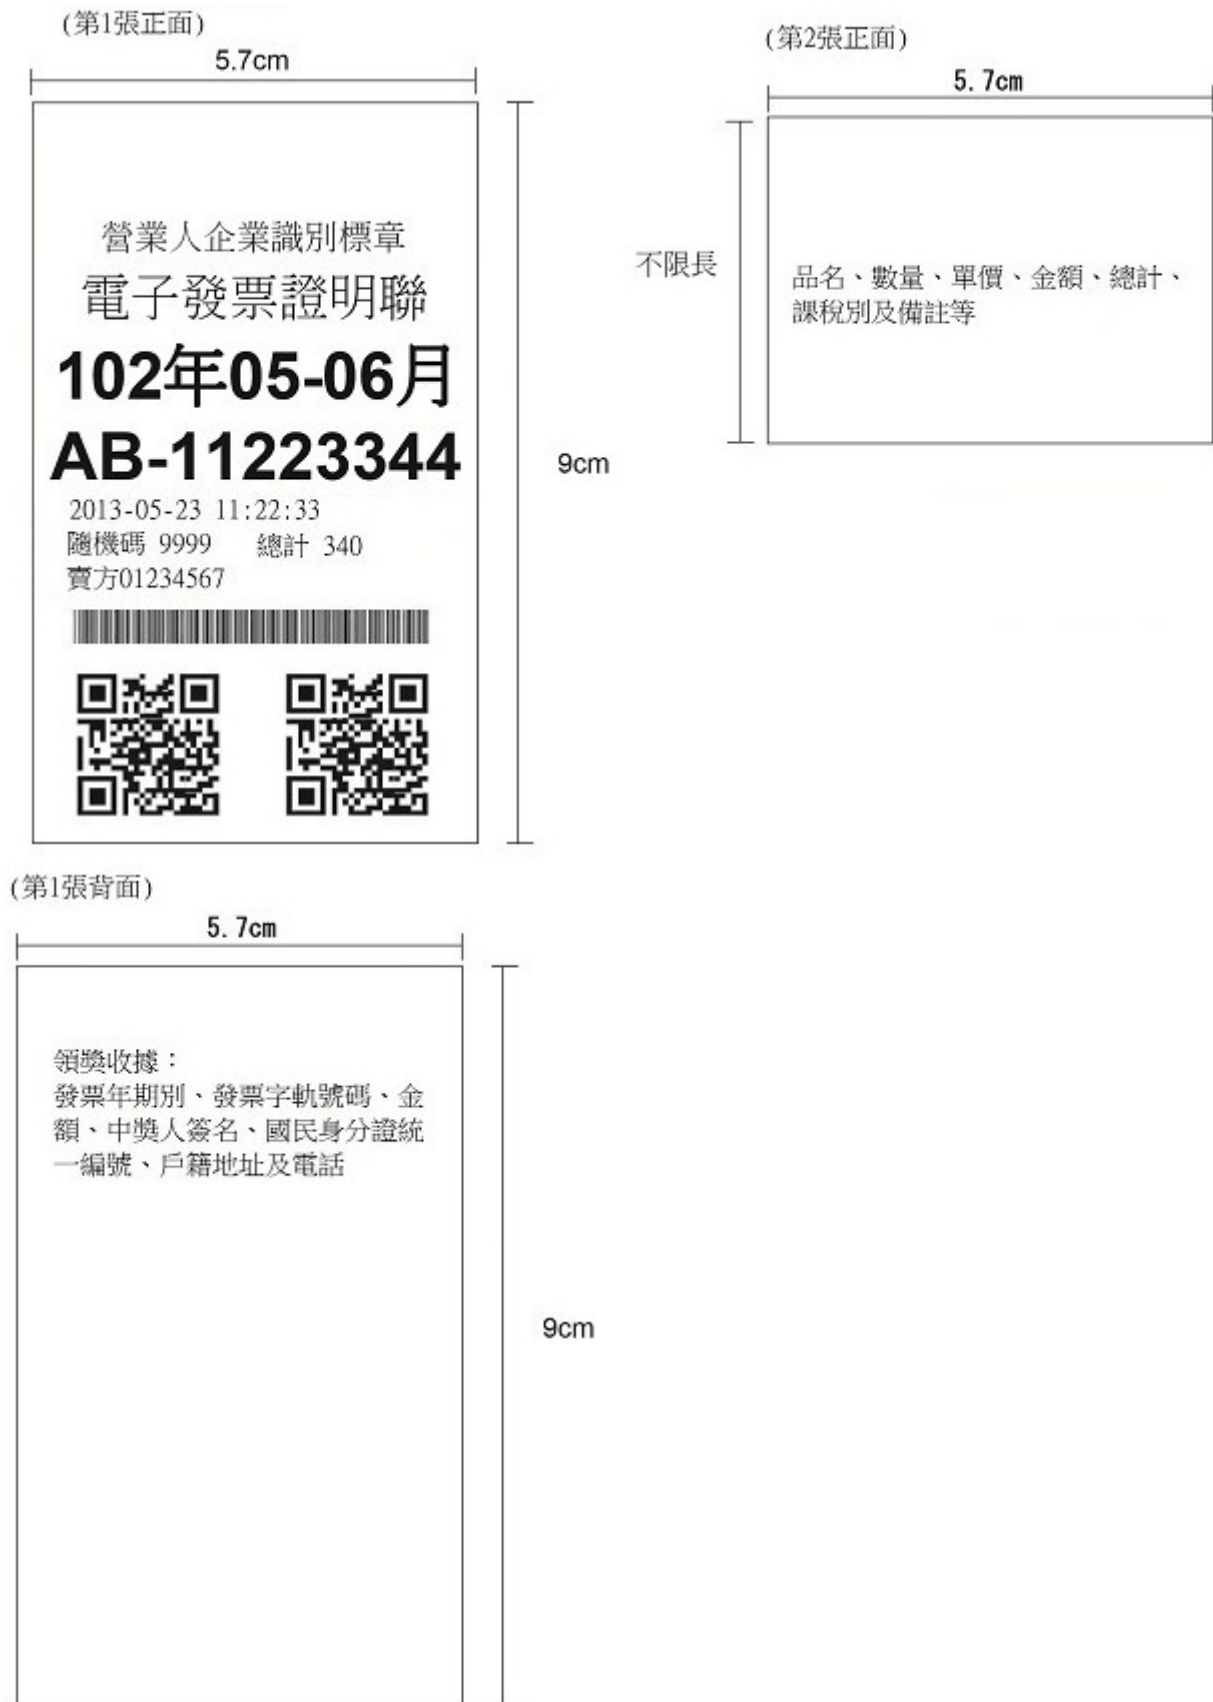 (第1張正面)
5.7cm
營業人企業識別標章
電子發票證明聯
102年05-06月
AB-11223344
2013-05-23 11:22:33
隨機碼 9999 總計 340
賣方01234567
9cm
(第2張正面)
5.7cm
不限長
品名、數量、單價、金額、總計、
課稅別及備註等
(第1張背面)
5.7cm
領獎收據：
發票年期別、發票字軌號碼、金
額、中獎人簽名、國民身分證統
一編號、戶籍地址及電話
9cm